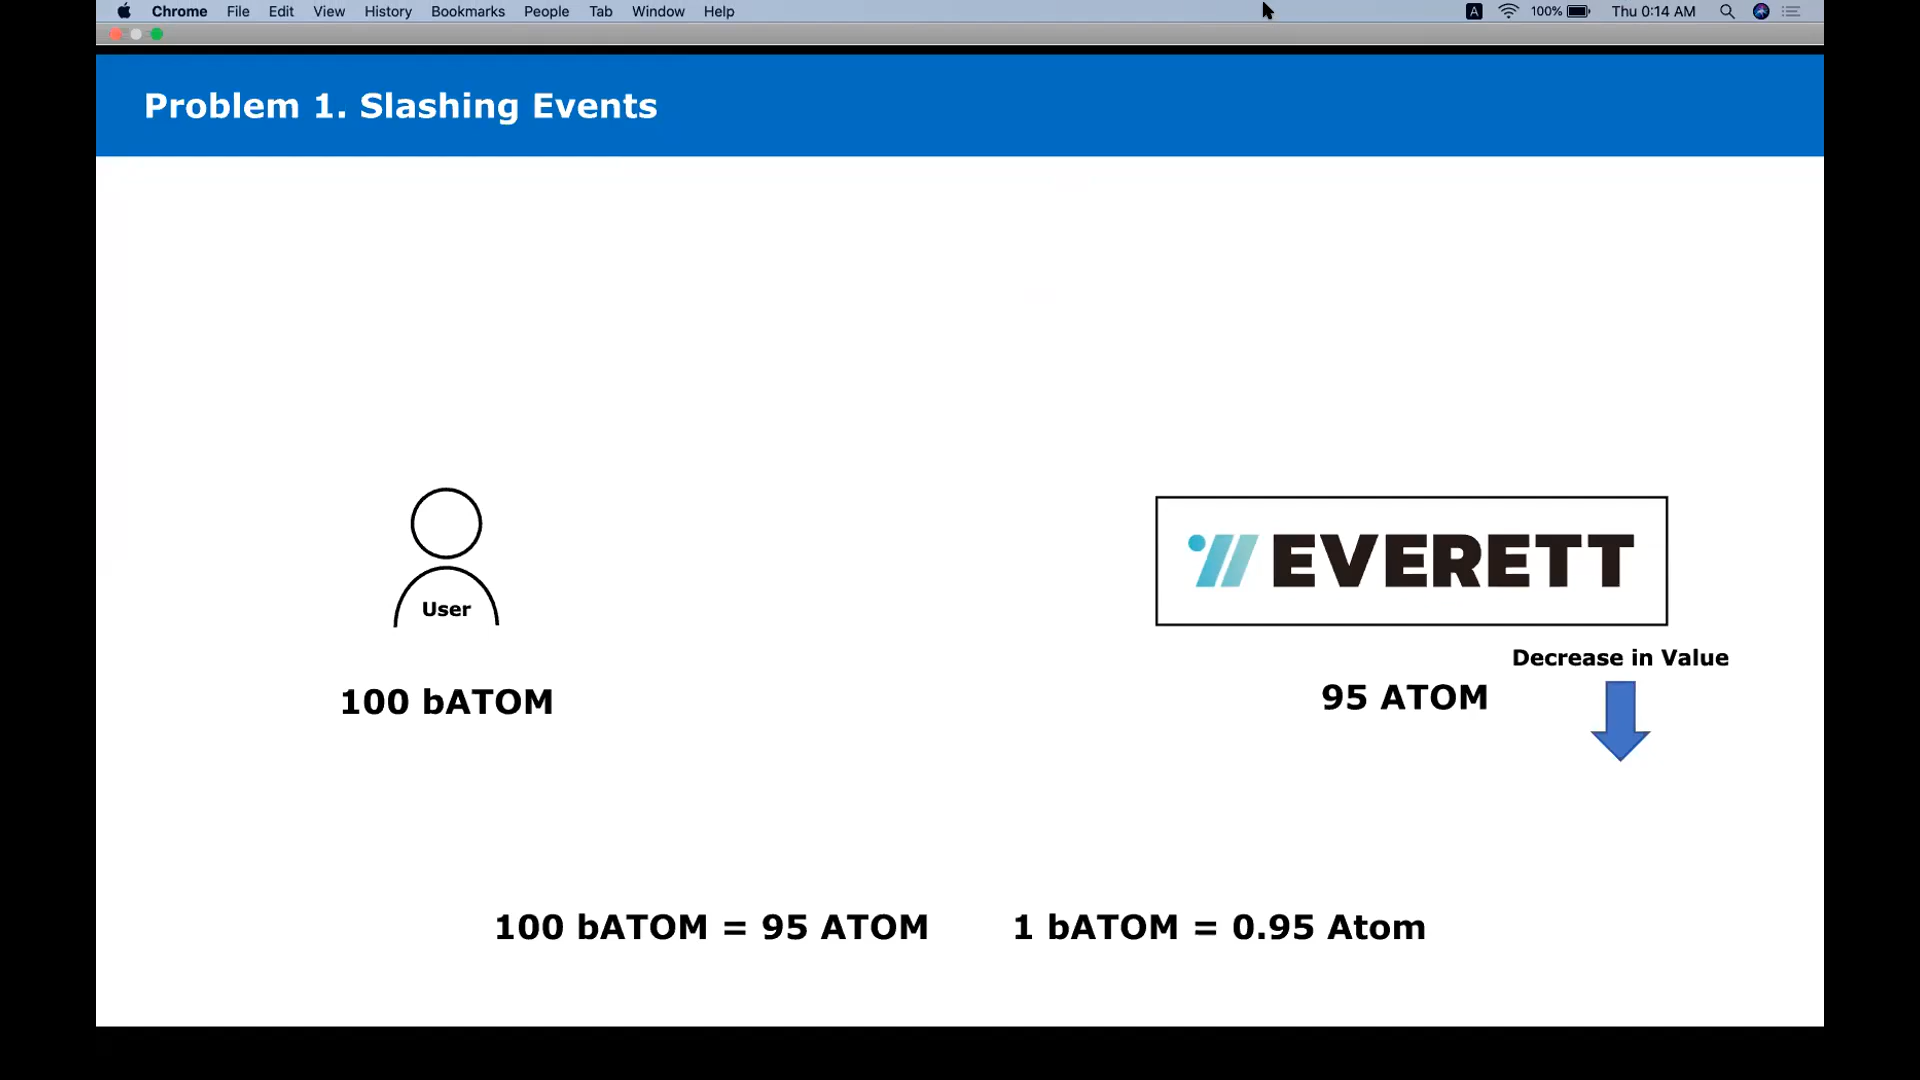 Chrome File Edit View History Bookmarks People Tab Window Help A 100% Thu 0:14 AM
Problem 1. Slashing Events
User
EVERETT
Decrease in Value
100 bATOM
95 ATOM
100 bATOM = 95 ATOM
1 bATOM = 0.95 Atom